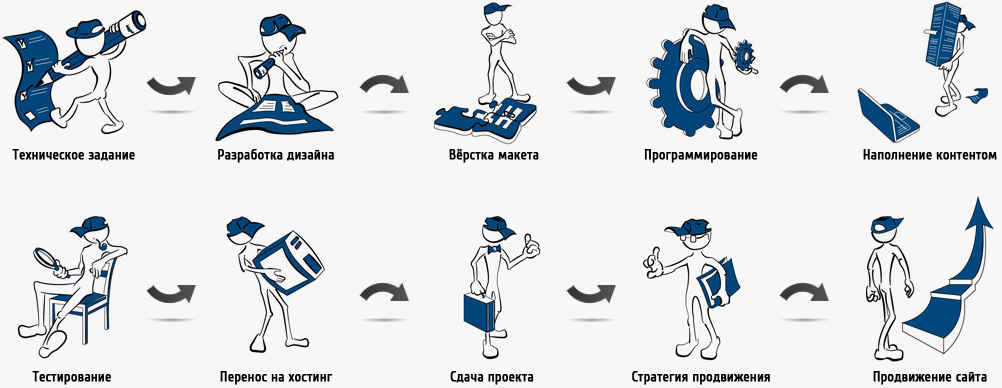 Техническое задание
Разработка дизайна
Вёрстка макета
Программирование
Наполнение контентом
Тестирование
Перенос на хостинг
Сдача проекта
Стратегия продвижения
Продвижение сайта